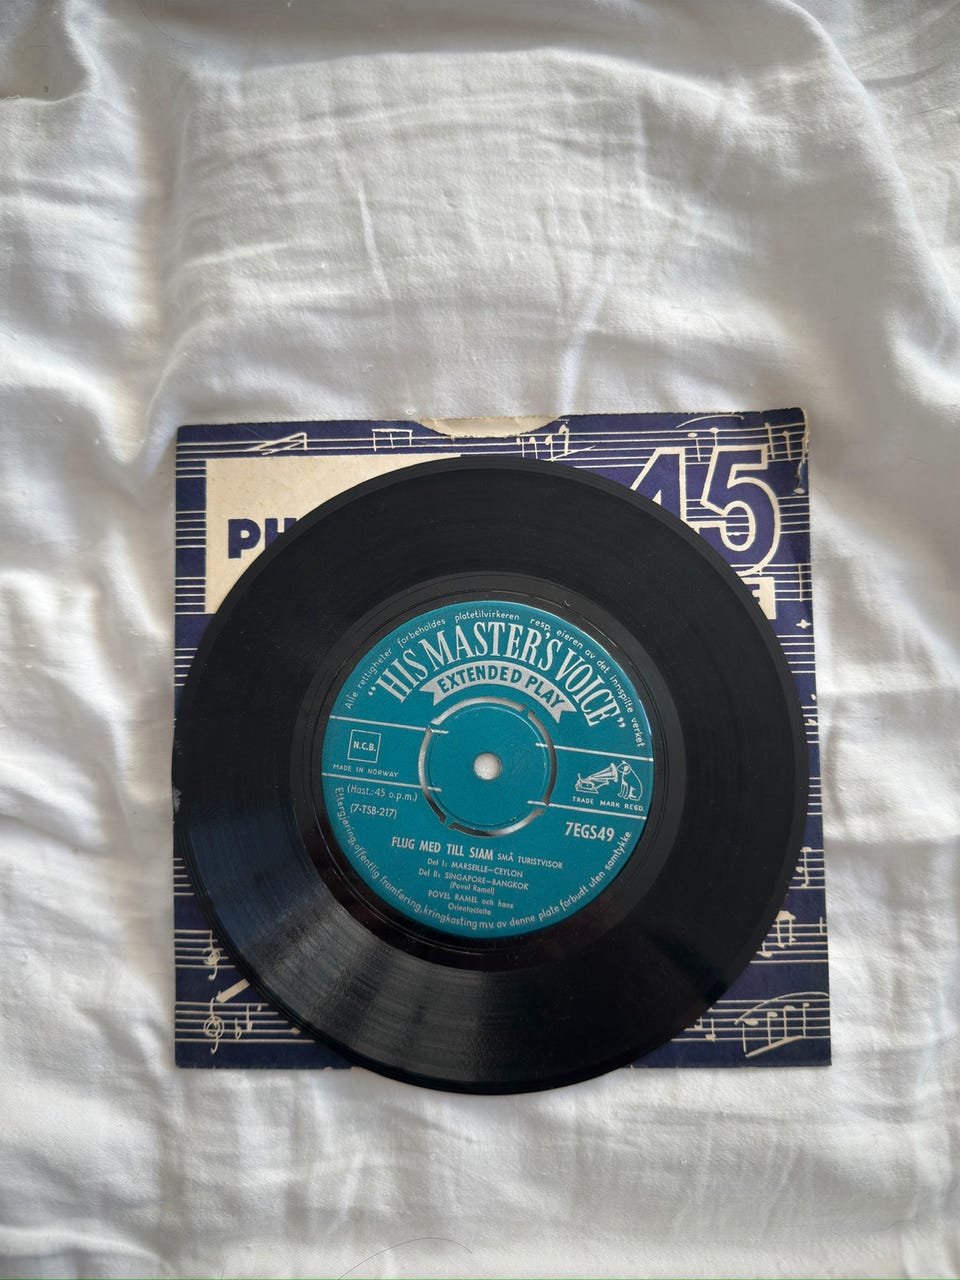 45
Alle rettigheter forbeholdes platetilvirkeren resp. eieren av det innspilte verket
"HIS MASTER'S VOICE"
EXTENDED PLAY
N.C.B.
MADE IN NORWAY
TRADE MARK REGD.
(Hast.: 45 o.p.m.)
(7-TSB-217)
7EGS49
FLUG MED TILL SIAM SMÅ TURISTVISOR
Del I: MARSEILLE—CEYLON
Del II: SINGAPORE—BANGKOK
(Povel Ramel)
POVEL RAMEL och hans
Orientoctette
Eftergjøring, offentlig framføring, kringkasting m.v. av denne plate forbudt uten samtykke